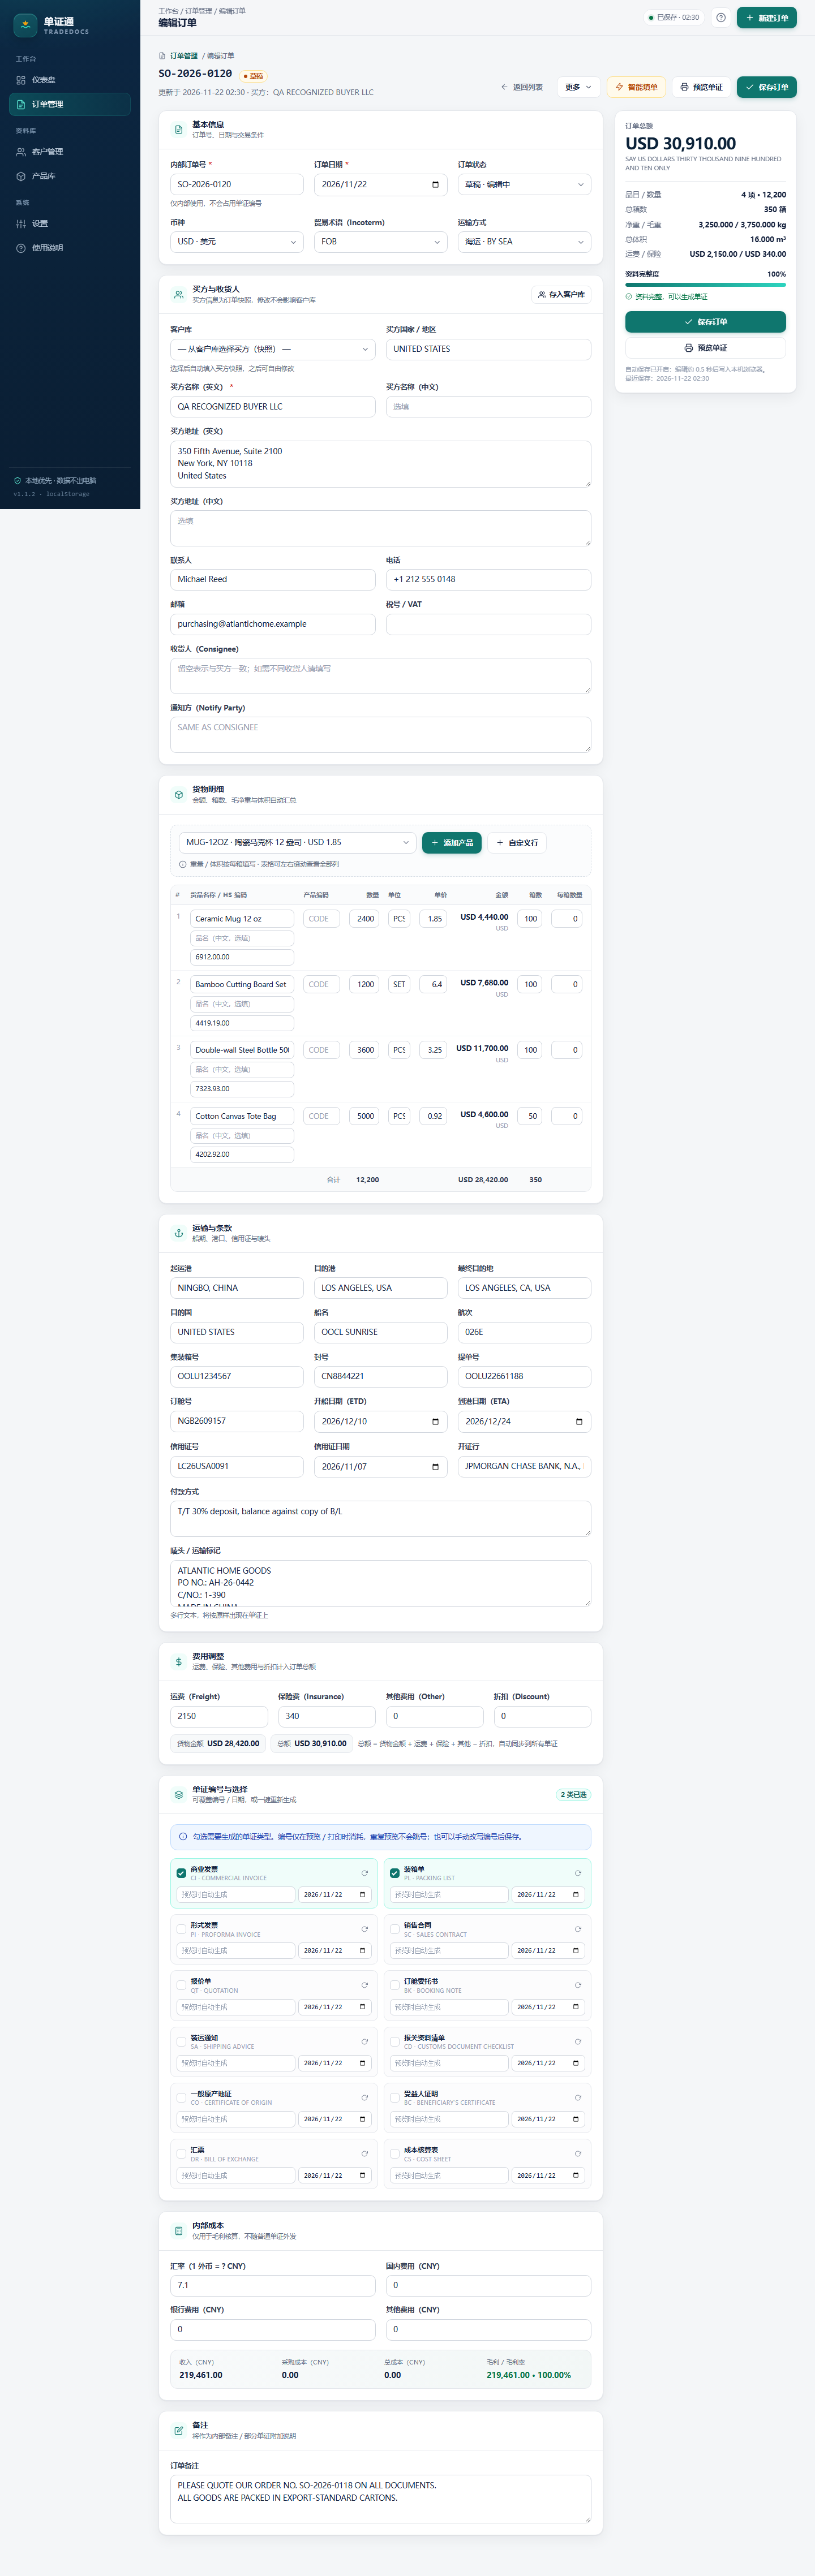 单证通
TRADEDOCS
工作台
仪表盘
订单管理
资料库
客户管理
产品库
系统
设置
使用说明
本地优先 · 数据不出电脑
v1.1.2 · localStorage
工作台 / 订单管理 / 编辑订单
编辑订单
已保存 · 02:30
新建订单
订单管理 / 编辑订单
SO-2026-0120 草稿
更新于 2026-11-22 02:30 · 买方：QA RECOGNIZED BUYER LLC
返回列表
更多
智能填单
预览单证
保存订单
基本信息
订单号、日期与交易条件
内部订单号 *
SO-2026-0120
仅内部使用，不会占用单证编号
订单日期 *
2026/11/22
订单状态
草稿 · 编辑中
币种
USD · 美元
贸易术语（Incoterm）
FOB
运输方式
海运 · BY SEA
订单总额
USD 30,910.00
SAY US DOLLARS THIRTY THOUSAND NINE HUNDRED
AND TEN ONLY
品目 / 数量 4 项 • 12,200
总箱数 350 箱
净重 / 毛重 3,250.000 / 3,750.000 kg
总体积 16.000 m³
运费 / 保险 USD 2,150.00 / USD 340.00
资料完整度 100%
资料完整，可以生成单证
保存订单
预览单证
自动保存已开启：编辑约 0.5 秒后写入本机浏览器。
最近保存：2026-11-22 02:30
买方与收货人
买方信息为订单快照，修改不会影响客户库
存入客户库
客户库
— 从客户库选择买方（快照） —
选择后自动填入买方快照，之后可自由修改
买方国家 / 地区
UNITED STATES
买方名称（英文） *
QA RECOGNIZED BUYER LLC
买方名称（中文）
选填
买方地址（英文）
350 Fifth Avenue, Suite 2100
New York, NY 10118
United States
买方地址（中文）
选填
联系人
Michael Reed
电话
+1 212 555 0148
邮箱
purchasing@atlantichome.example
税号 / VAT
收货人（Consignee）
留空表示与买方一致；如需不同收货人请填写
通知方（Notify Party）
SAME AS CONSIGNEE
货物明细
金额、箱数、毛净重与体积自动汇总
MUG-12OZ · 陶瓷马克杯 12 盎司 · USD 1.85
添加产品
自定义行
重量 / 体积按每箱填写 · 表格可左右滚动查看全部列
# 货品名称 / HS 编码 产品编码 数量 单位 单价 金额 箱数 每箱数量
1 Ceramic Mug 12 oz CODE 2400 PCS 1.85 USD 4,440.00 100 0
品名（中文，选填） USD
6912.00.00
2 Bamboo Cutting Board Set CODE 1200 SET 6.4 USD 7,680.00 100 0
品名（中文，选填） USD
4419.19.00
3 Double-wall Steel Bottle 500 CODE 3600 PCS 3.25 USD 11,700.00 100 0
品名（中文，选填） USD
7323.93.00
4 Cotton Canvas Tote Bag CODE 5000 PCS 0.92 USD 4,600.00 50 0
品名（中文，选填） USD
4202.92.00
合计 12,200 USD 28,420.00 350
运输与条款
船期、港口、信用证与唛头
起运港
NINGBO, CHINA
目的港
LOS ANGELES, USA
最终目的地
LOS ANGELES, CA, USA
目的国
UNITED STATES
船名
OOCL SUNRISE
航次
026E
集装箱号
OOLU1234567
封号
CN8844221
提单号
OOLU22661188
订舱号
NGB2609157
开船日期（ETD）
2026/12/10
到港日期（ETA）
2026/12/24
信用证号
LC26USA0091
信用证日期
2026/11/07
开证行
JPMORGAN CHASE BANK, N.A.,
付款方式
T/T 30% deposit, balance against copy of B/L
唛头 / 运输标记
ATLANTIC HOME GOODS
PO NO.: AH-26-0442
C/NO.: 1-390
MADE IN CHINA
多行文本，将按原样出现在单证上
费用调整
运费、保险、其他费用与折扣计入订单总额
运费（Freight）
2150
保险费（Insurance）
340
其他费用（Other）
0
折扣（Discount）
0
货物金额 USD 28,420.00
总额 USD 30,910.00
总额 = 货物金额 + 运费 + 保险 + 其他 − 折扣，自动同步到所有单证
单证编号与选择
可覆盖编号 / 日期，或一键重新生成
2 类已选
勾选需要生成的单证类型。编号仅在预览 / 打印时消耗，重复预览不会跳号；也可以手动改写编号后保存。
商业发票
CI · COMMERCIAL INVOICE
预览时自动生成 2026/11/22
装箱单
PL · PACKING LIST
预览时自动生成 2026/11/22
形式发票
PI · PROFORMA INVOICE
预览时自动生成 2026/11/22
销售合同
SC · SALES CONTRACT
预览时自动生成 2026/11/22
报价单
QT · QUOTATION
预览时自动生成 2026/11/22
订舱委托书
BK · BOOKING NOTE
预览时自动生成 2026/11/22
装运通知
SA · SHIPPING ADVICE
预览时自动生成 2026/11/22
报关资料清单
CD · CUSTOMS DOCUMENT CHECKLIST
预览时自动生成 2026/11/22
一般原产地证
CO · CERTIFICATE OF ORIGIN
预览时自动生成 2026/11/22
受益人证明
BC · BENEFICIARY'S CERTIFICATE
预览时自动生成 2026/11/22
汇票
DR · BILL OF EXCHANGE
预览时自动生成 2026/11/22
成本核算表
CS · COST SHEET
预览时自动生成 2026/11/22
内部成本
仅用于毛利核算，不随普通单证外发
汇率（1 外币 = ? CNY）
7.1
国内费用（CNY）
0
银行费用（CNY）
0
其他费用（CNY）
0
收入（CNY）
219,461.00
采购成本（CNY）
0.00
总成本（CNY）
0.00
毛利 / 毛利率
219,461.00 • 100.00%
备注
将作为内部备注 / 部分单证附加说明
订单备注
PLEASE QUOTE OUR ORDER NO. SO-2026-0118 ON ALL DOCUMENTS.
ALL GOODS ARE PACKED IN EXPORT-STANDARD CARTONS.